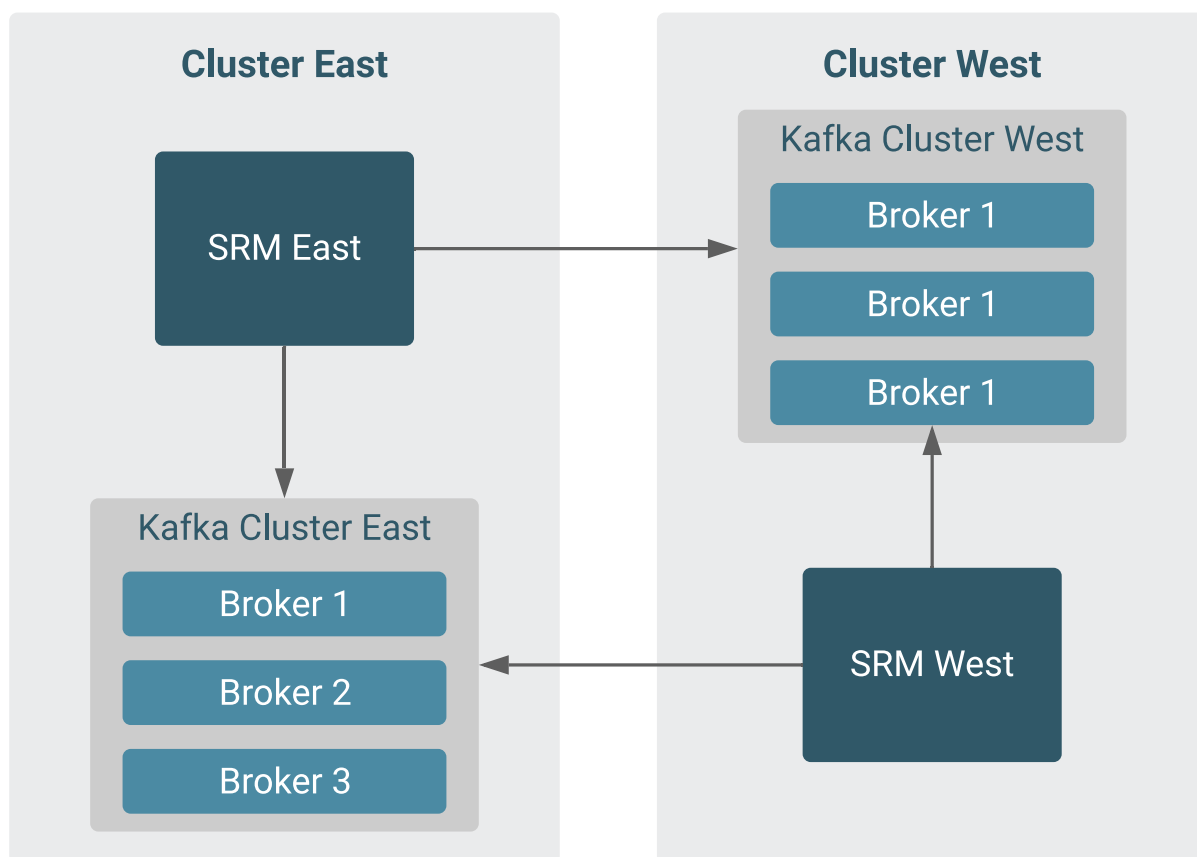 Cluster East
SRM East
Kafka Cluster East
Broker 1
Broker 2
Broker 3
Cluster West
Kafka Cluster West
Broker 1
Broker 1
Broker 1
SRM West